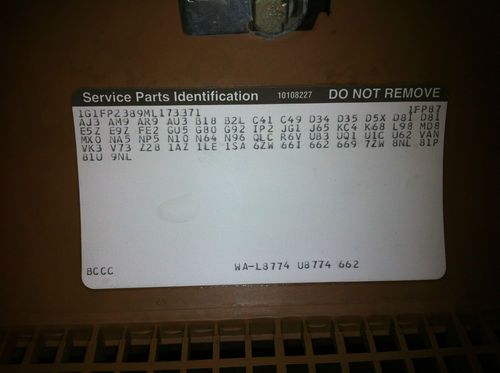 Service Parts Identification 10108227 DO NOT REMOVE
1G1FP2389ML173371 1FP87
AJ3 AM9 AR9 AU3 B18 B2L C41 C49 D34 D35 D5X D81 D81
E5Z E9Z FE2 GU5 G80 G92 IP2 JG1 J65 KC4 K68 L98 MD8
MX0 NA5 NP5 N10 N64 N96 QLC R6V U83 UQ1 U1C U62 VAN
VK3 V73 Z28 1AZ 1LE 1SA 6ZW 66I 662 669 7ZW 8NL 81P
81U 9NL
BCCC WA-L8774 U8774 662